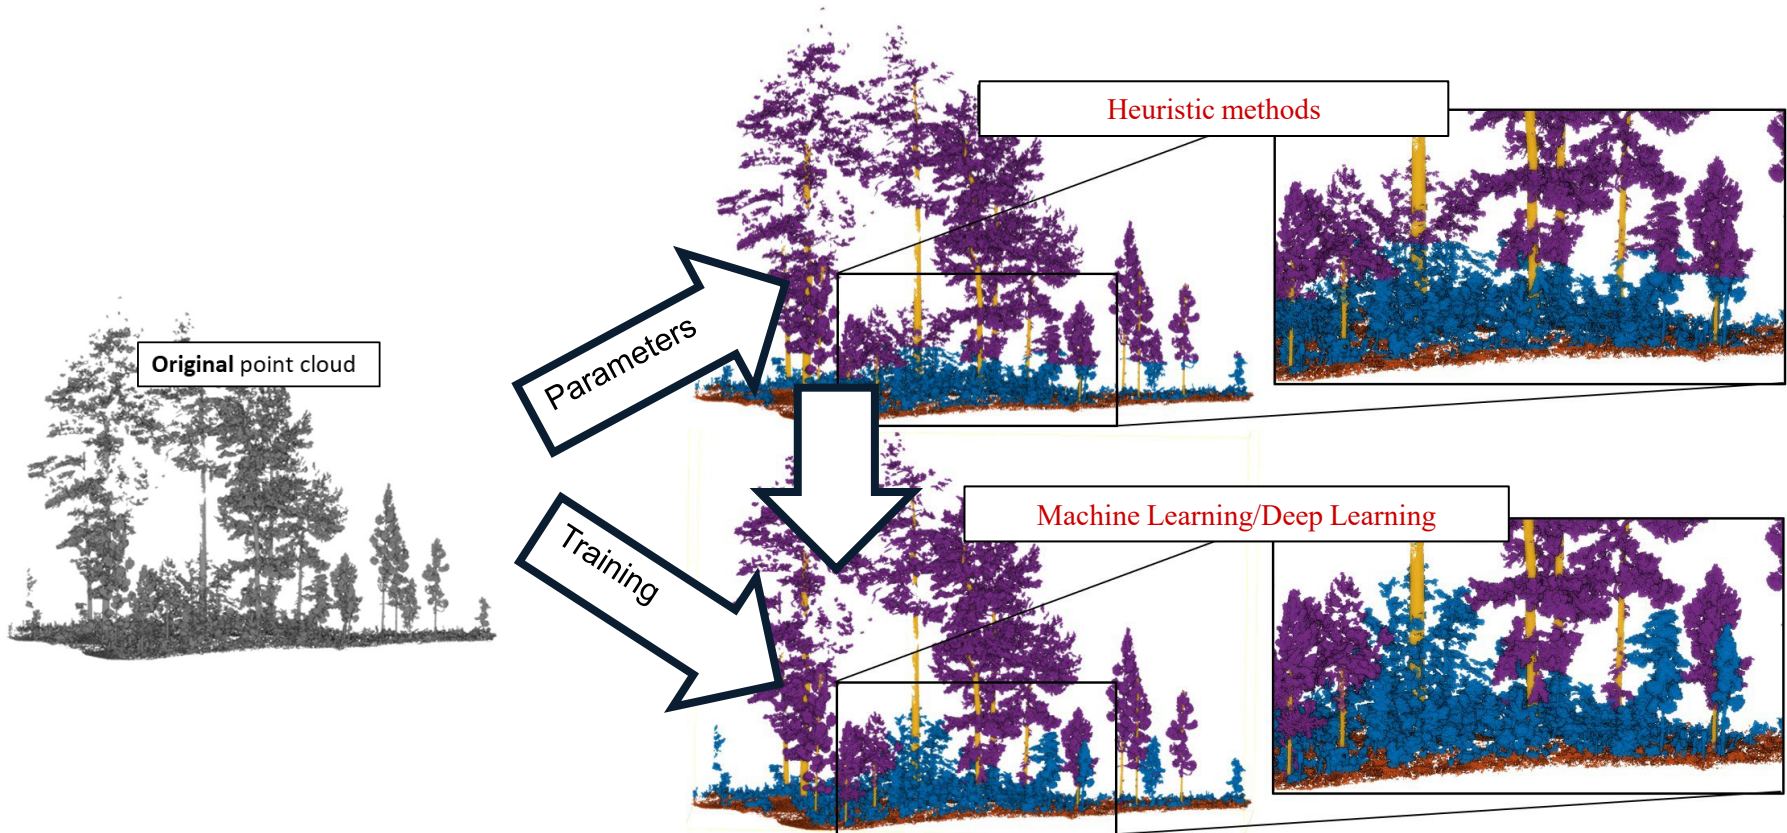 Heuristic methods
Original point cloud
Parameters
Machine Learning/Deep Learning
Training